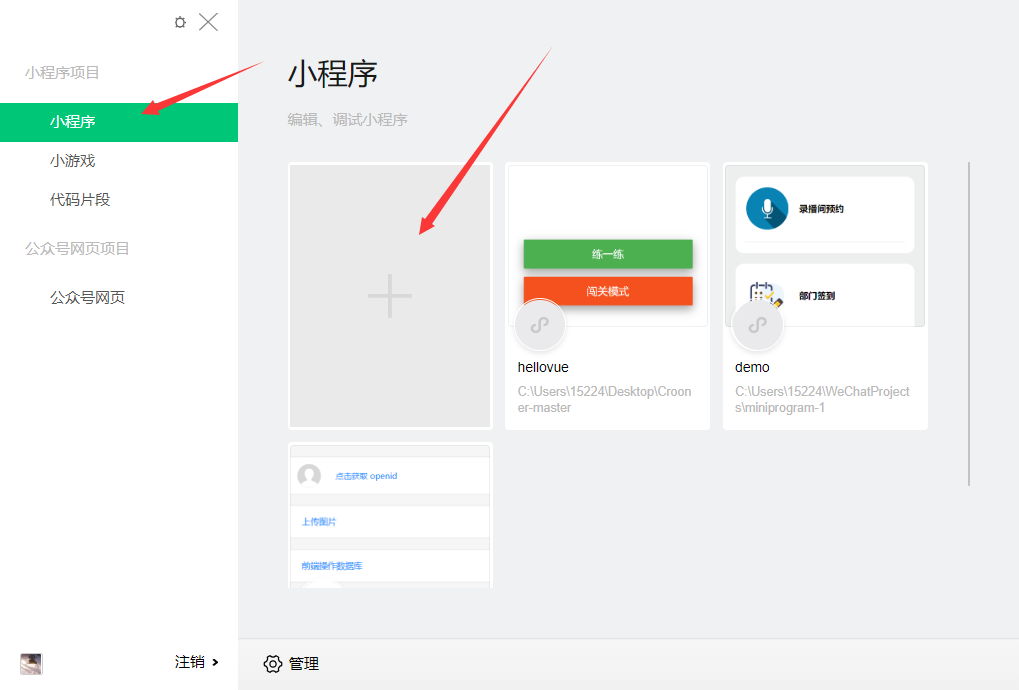 小程序项目
小程序
小游戏
代码片段
公众号网页项目
公众号网页
注销
小程序
编辑、调试小程序
练一练
闯关模式
hellovue
C:\Users\15224\Desktop\Croon
er-master
录播间预约
部门签到
demo
C:\Users\15224\WeChatProject
s\miniprogram-1
点击获取 openid
上传图片
前端操作数据库
管理